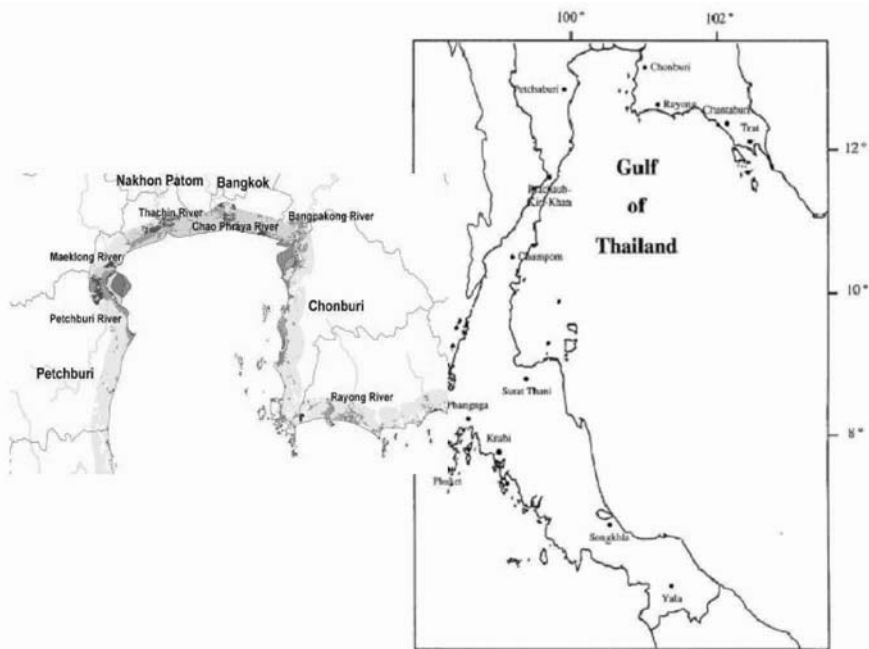 100°
102°
Chonburi
Petchaburi
Rayong
Chantaburi
Trat
Gulf
of
Thailand
12°
10°
8°
Champorn
Surat Thani
Phangnga
Krabi
Phuket
Songkhla
Yala
Nakhon Patom
Bangkok
Thachin River
Bangpakong River
Chao Phraya River
Maeklong River
Petchburi River
Chonburi
Petchburi
Rayong River